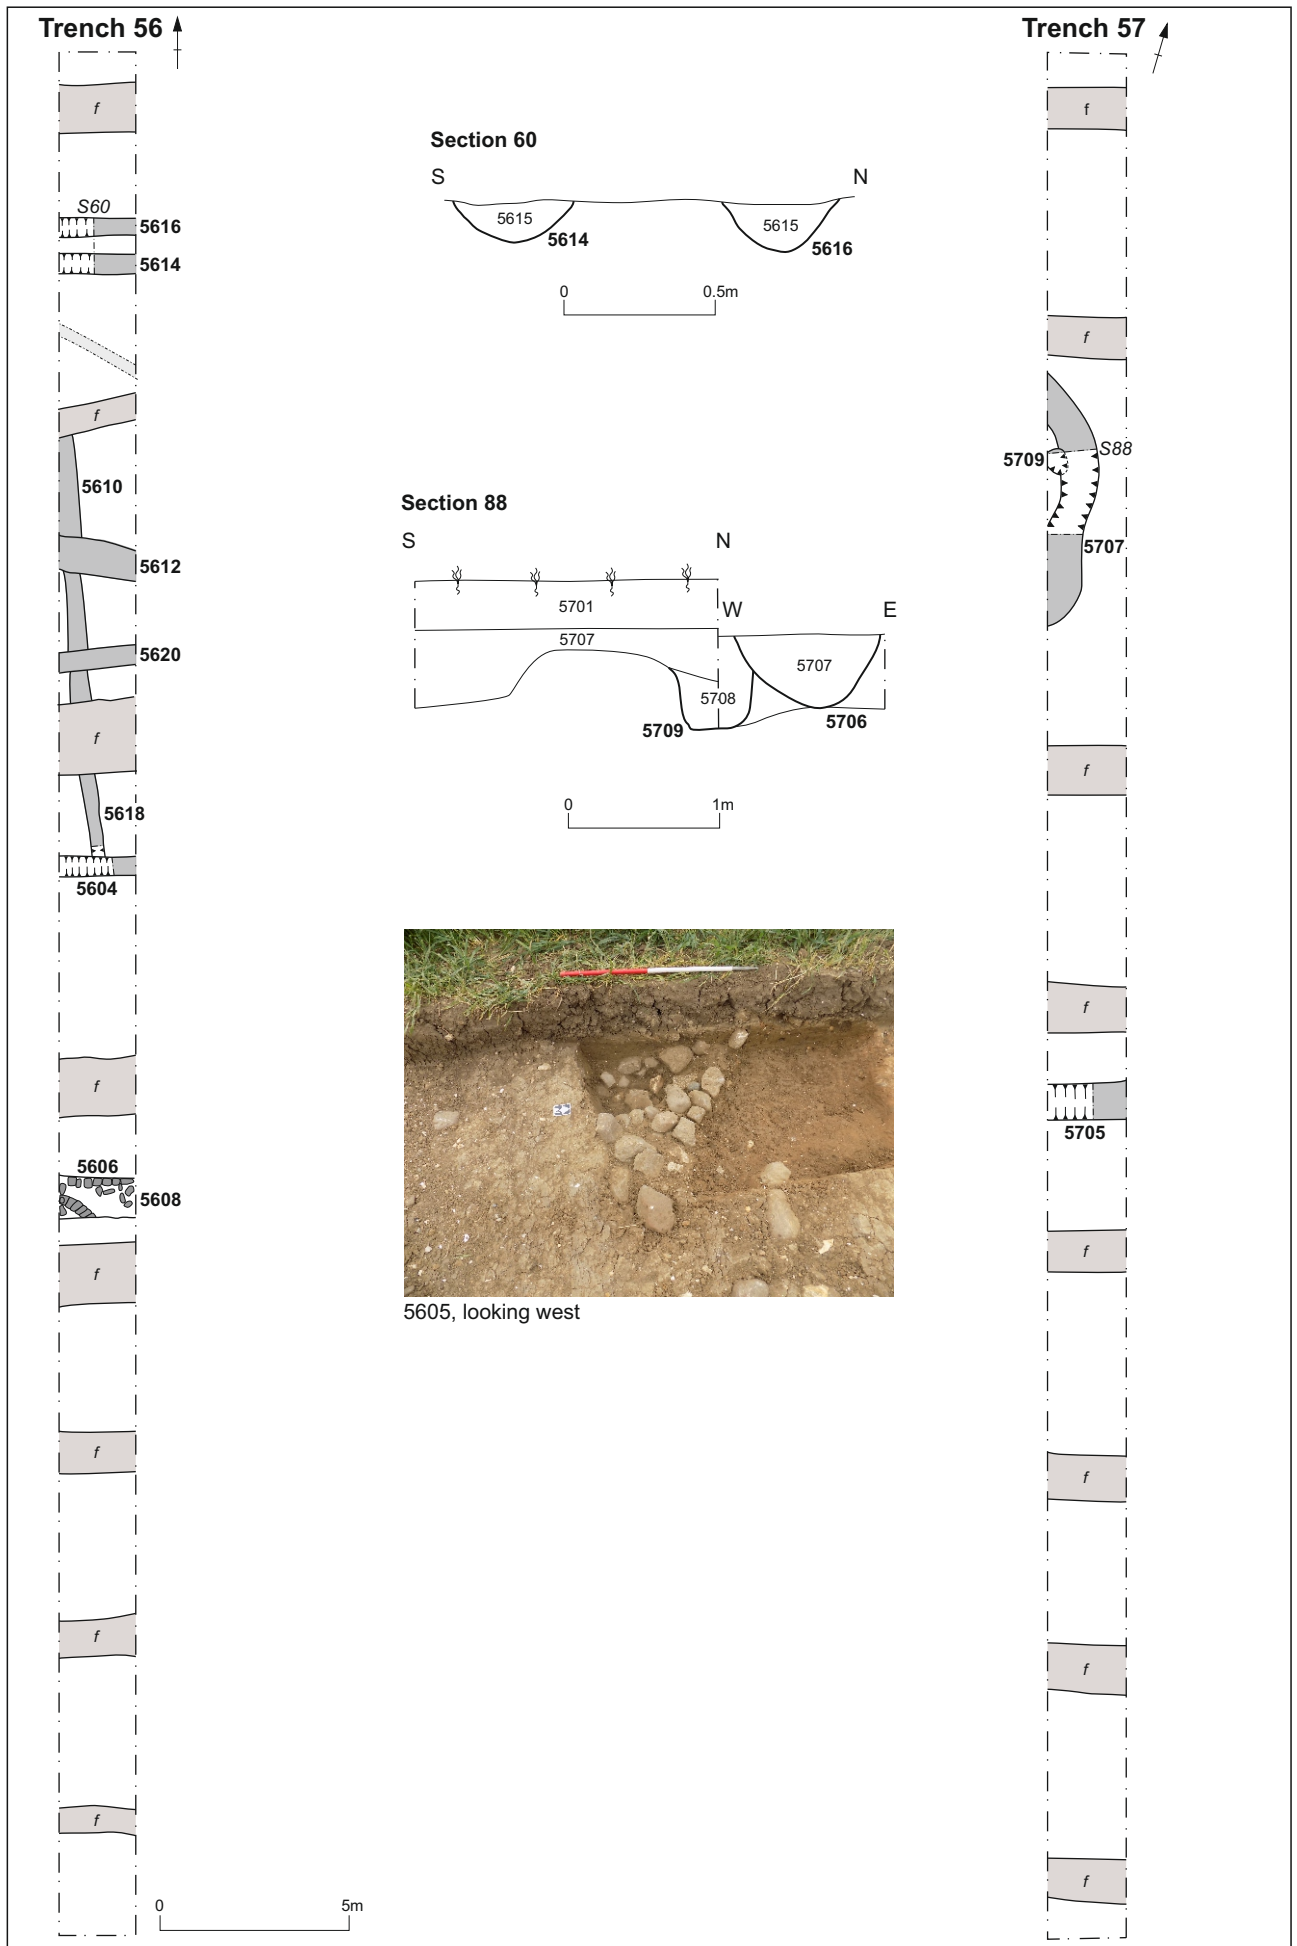 Trench 56
f
S60
5616
5614
f
5610
5612
5620
f
5618
5604
f
5606
5608
f
f
f
f
0 5m
Section 60
S N
5615 5615
5614 5616
0 0.5m
Section 88
S N
5701
W E
5707
5707
5708
5709 5706
0 1m
5605, looking west
Trench 57
f
f
S88
5709
5707
f
f
5705
f
f
f
f